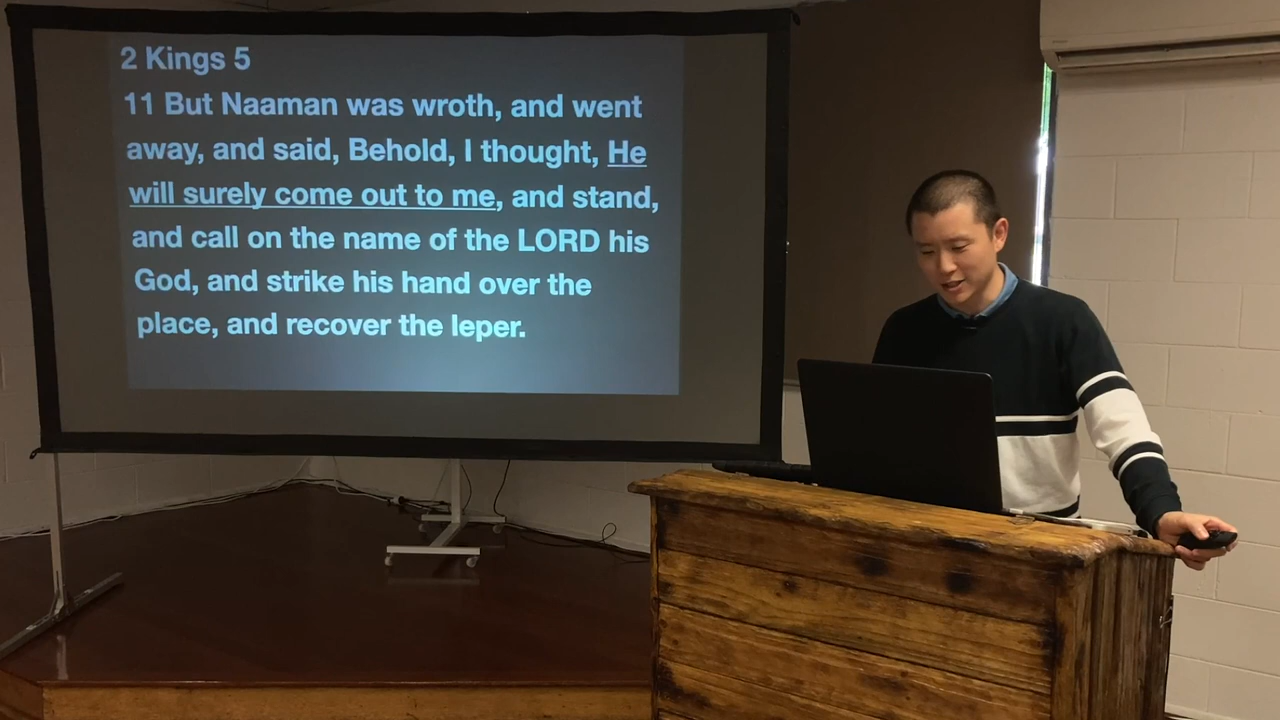 2 Kings 5
11 But Naaman was wroth, and went
away, and said, Behold, I thought, He
will surely come out to me, and stand,
and call on the name of the LORD his
God, and strike his hand over the
place, and recover the leper.